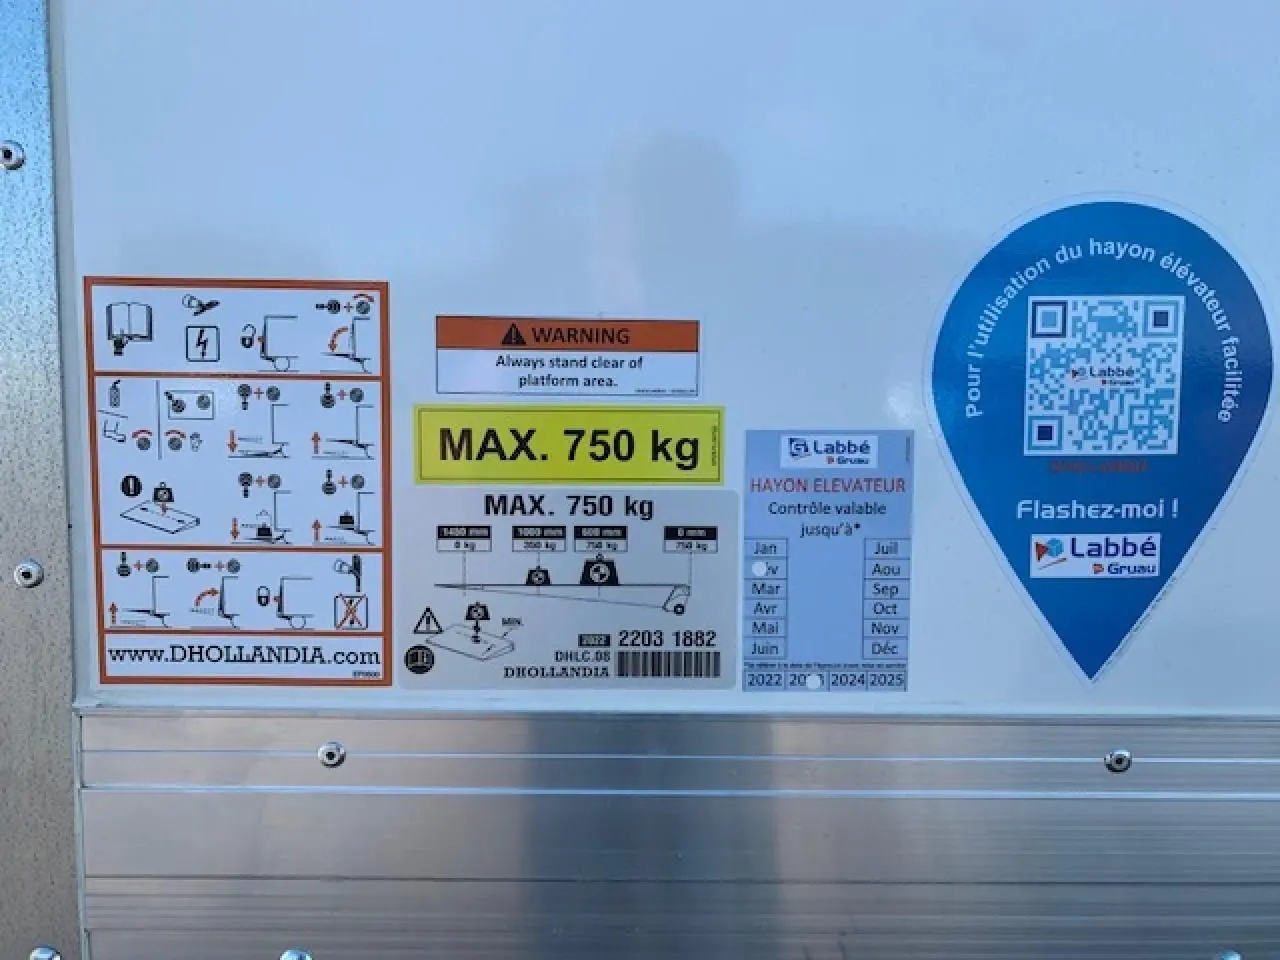 www.DHOLLANDIA.com
WARNING
Always stand clear of
platform area.
MAX. 750 kg
MAX. 750 kg
1000 mm
600 mm
0 mm
0 kg
750 kg
750 kg
MIN.
2022
2203 1882
DHLC.08
DHOLLANDIA
Labbé
Gruau
HAYON ELEVATEUR
Contrôle valable
jusqu'à*
Jan
Juil
Aou
Mar
Sep
Avr
Oct
Mai
Nov
Juin
Déc
2022
2024
2025
Pour l'utilisation du hayon élévateur facilitée
Labbé
Gruau
Flashez-moi !
Labbé
Gruau